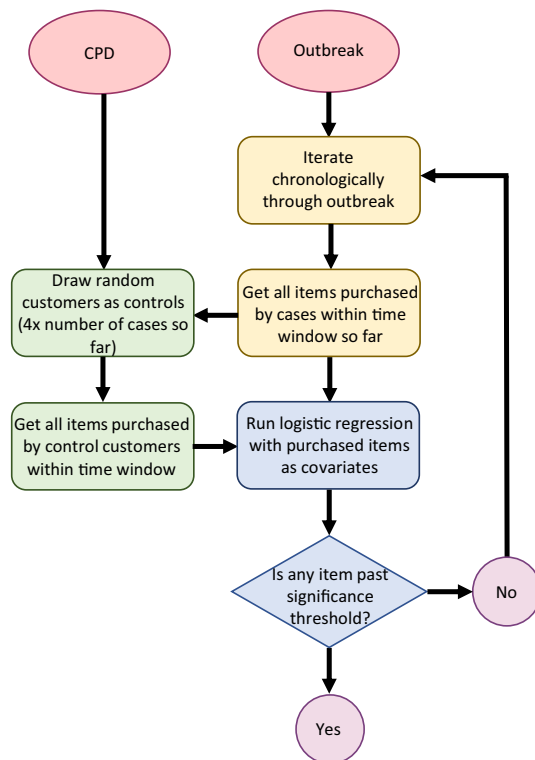 CPD
Outbreak
Iterate
chronologically
through outbreak
Draw random
customers as controls
(4x number of cases so
far)
Get all items purchased
by cases within time
window so far
Get all items purchased
by control customers
within time window
Run logistic regression
with purchased items
as covariates
Is any item past
significance
threshold?
No
Yes